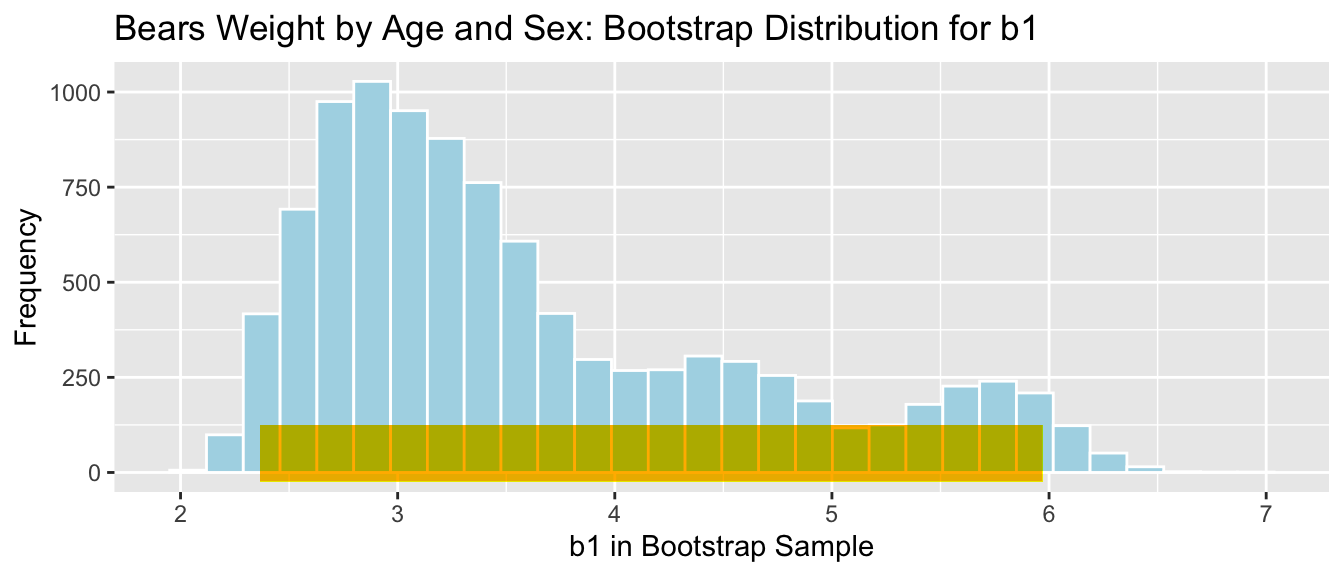 Bears Weight by Age and Sex: Bootstrap Distribution for b1
1000
750
500
250
0
Frequency
2 3 4 5 6 7
b1 in Bootstrap Sample